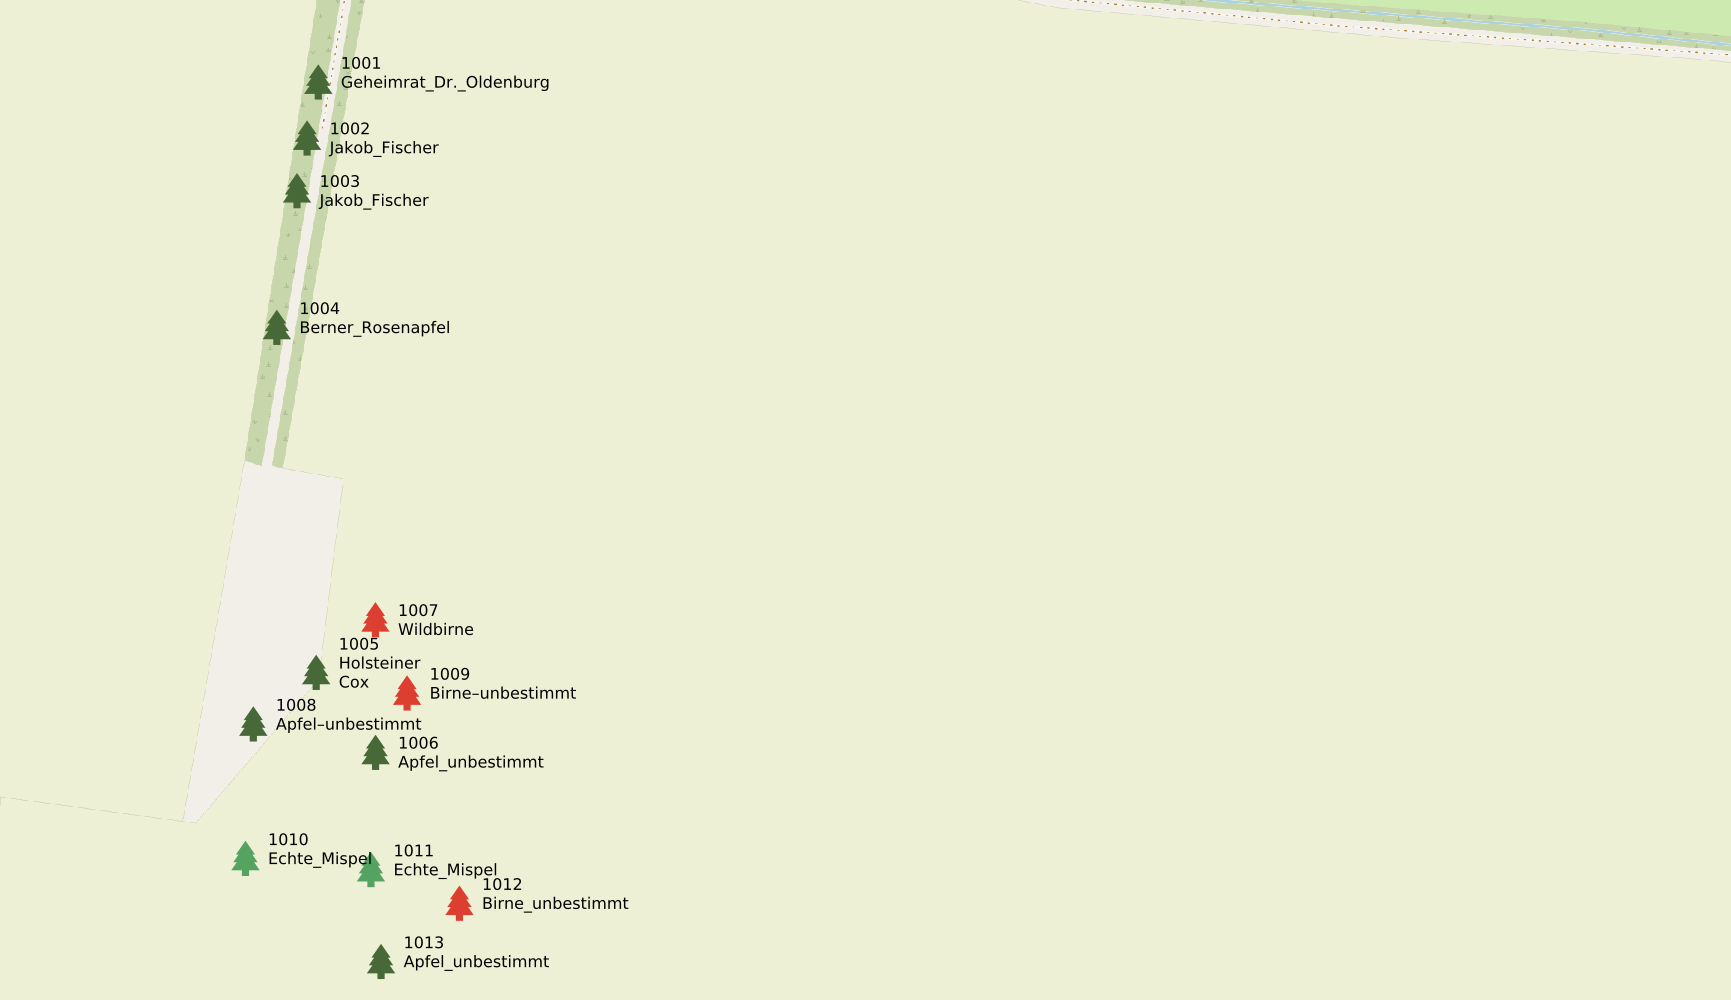 1001
Geheimrat_Dr._Oldenburg
1002
Jakob_Fischer
1003
Jakob_Fischer
1004
Berner_Rosenapfel
1007
Wildbirne
1005
Holsteiner
Cox
1009
Birne–unbestimmt
1008
Apfel–unbestimmt
1006
Apfel_unbestimmt
1010
Echte_Mispel
1011
Echte_Mispel
1012
Birne_unbestimmt
1013
Apfel_unbestimmt